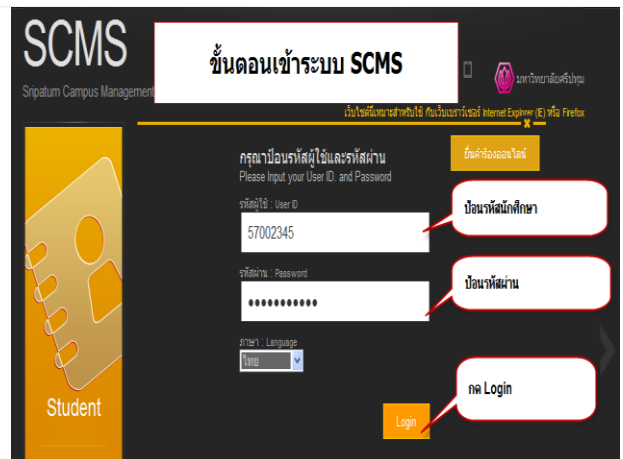 SCMS
Sripatum Campus Management
ขั้นตอนเข้าระบบ SCMS
มหาวิทยาลัยศรีปทุม
เว็บไซต์นี้เหมาะสำหรับใช้ กับเว็บเบราว์เซอร์ Internet Explorer (IE) หรือ Firefox
ยื่นคำร้องออนไลน์
กรุณาป้อนรหัสผู้ใช้และรหัสผ่าน
Please Input your User ID. and Password
รหัสผู้ใช้ : User ID
57002345
ป้อนรหัสนักศึกษา
รหัสผ่าน : Password
●●●●●●●●●●●
ป้อนรหัสผ่าน
ภาษา : Language
ไทย
กด Login
Login
Student